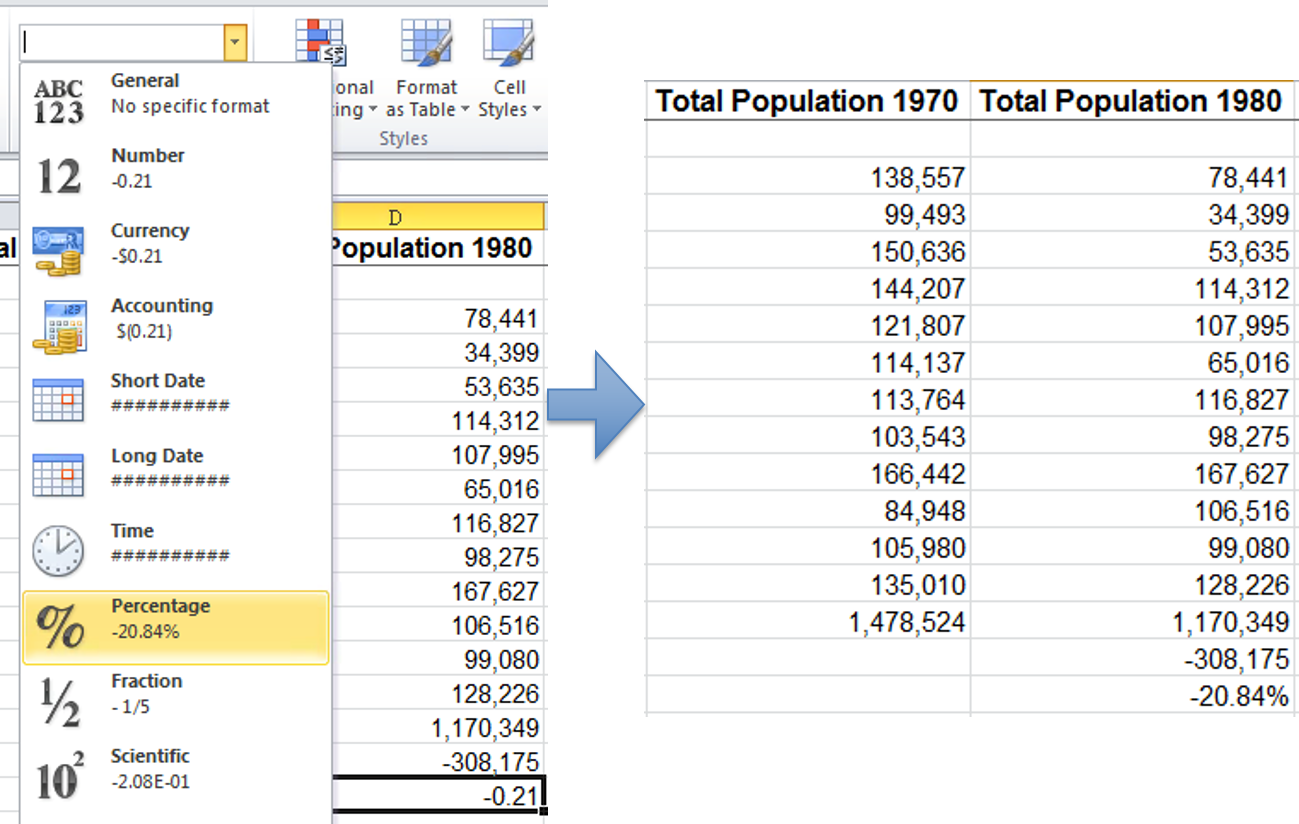 General
No specific format
ABC
123
Number
-0.21
12
Currency
-$0.21
Accounting
$(0.21)
123
Short Date
##########
Long Date
##########
Time
##########
Percentage
-20.84%
%
Fraction
- 1/5
1/2
Scientific
-2.08E-01
10²
onal
ing
Format
as Table
Cell
Styles
Styles
D
al
Population 1980
78,441
34,399
53,635
114,312
107,995
65,016
116,827
98,275
167,627
106,516
99,080
128,226
1,170,349
-308,175
-0.21
Total Population 1970 Total Population 1980
138,557 78,441
99,493 34,399
150,636 53,635
144,207 114,312
121,807 107,995
114,137 65,016
113,764 116,827
103,543 98,275
166,442 167,627
84,948 106,516
105,980 99,080
135,010 128,226
1,478,524 1,170,349
-308,175
-20.84%